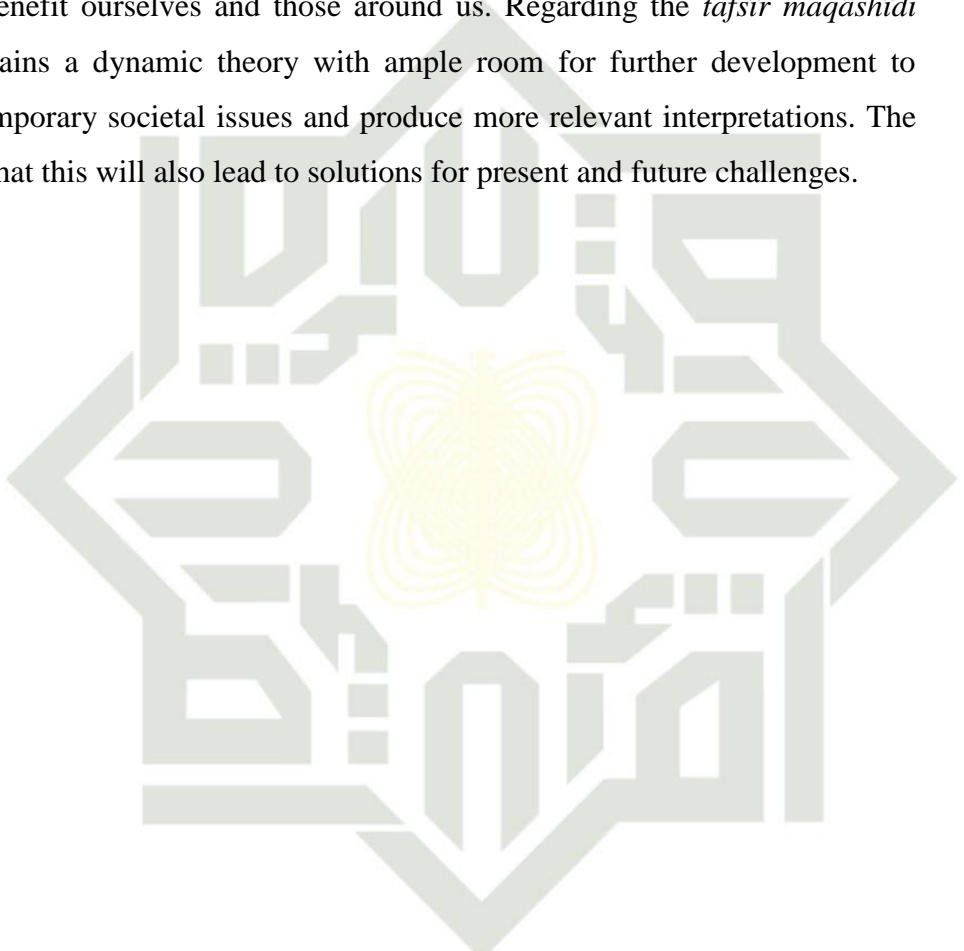 enefit ourselves and those around us. Regarding the tafsir maqashidi
ains a dynamic theory with ample room for further development to
mporary societal issues and produce more relevant interpretations. The
hat this will also lead to solutions for present and future challenges.